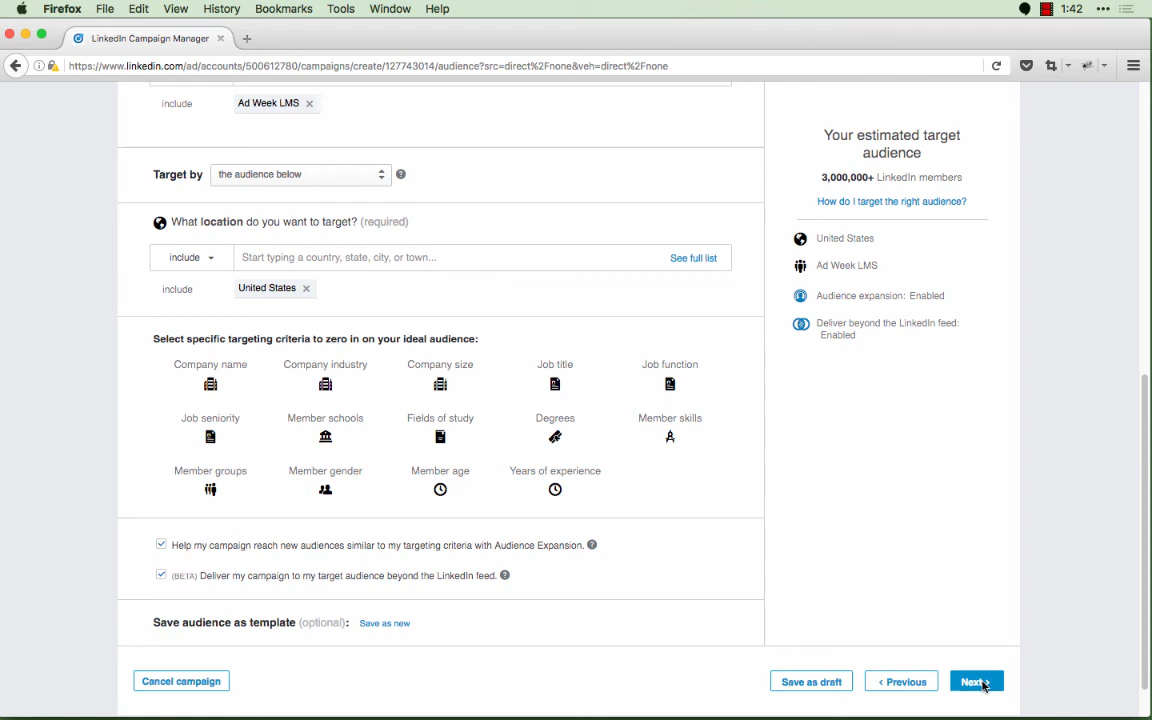 Firefox File Edit View History Bookmarks Tools Window Help 1:42
LinkedIn Campaign Manager
https://www.linkedin.com/ad/accounts/500612780/campaigns/create/127743014/audience?src=direct%2Fnone&veh=direct%2Fnone
include Ad Week LMS
Target by the audience below
What location do you want to target? (required)
include Start typing a country, state, city, or town... See full list
include United States
Select specific targeting criteria to zero in on your ideal audience:
Company name Company industry Company size Job title Job function
Job seniority Member schools Fields of study Degrees Member skills
Member groups Member gender Member age Years of experience
Help my campaign reach new audiences similar to my targeting criteria with Audience Expansion.
(BETA) Deliver my campaign to my target audience beyond the LinkedIn feed.
Save audience as template (optional): Save as new
Your estimated target
audience
3,000,000+ LinkedIn members
How do I target the right audience?
United States
Ad Week LMS
Audience expansion: Enabled
Deliver beyond the LinkedIn feed:
Enabled
Cancel campaign Save as draft < Previous Next